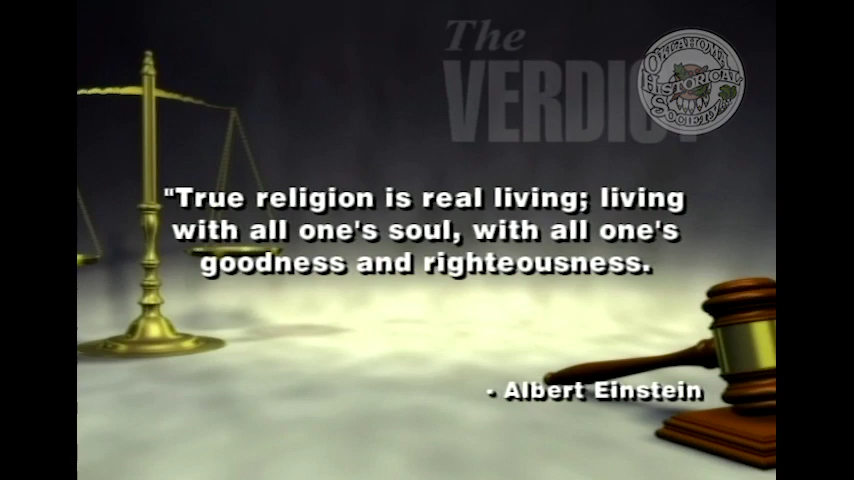 The
VERDICT
OKLAHOMA
HISTORICAL
SOCIETY
"True religion is real living; living
with all one's soul, with all one's
goodness and righteousness.
- Albert Einstein